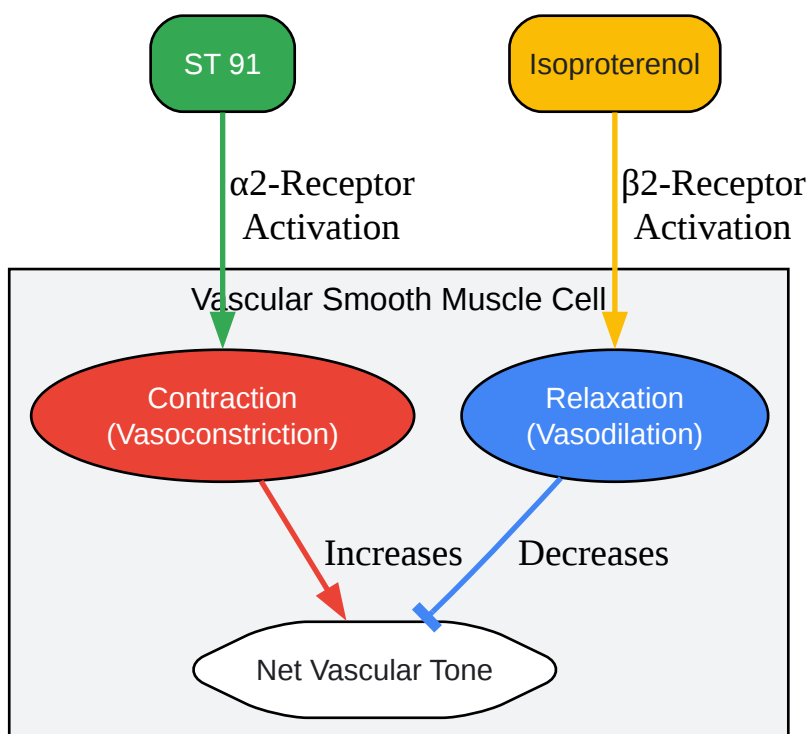 ST 91
Isoproterenol
α2-Receptor
Activation
β2-Receptor
Activation
Vascular Smooth Muscle Cell
Contraction
(Vasoconstriction)
Relaxation
(Vasodilation)
Increases
Decreases
Net Vascular Tone